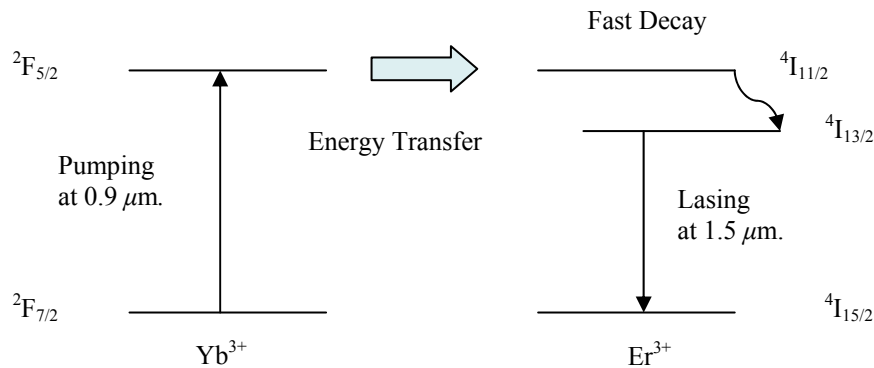 Fast Decay
²F₅/₂
⁴I₁₁/₂
⁴I₁₃/₂
Energy Transfer
Pumping
at 0.9 μm.
Lasing
at 1.5 μm.
²F₇/₂
⁴I₁₅/₂
Yb³⁺
Er³⁺